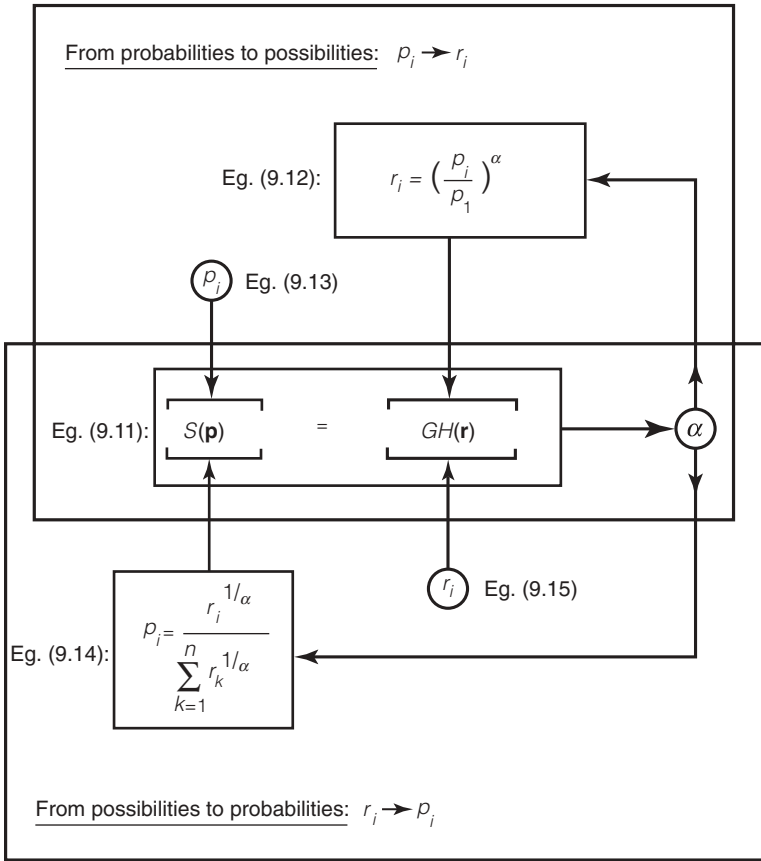 From probabilities to possibilities: p_i → r_i
Eg. (9.12): r_i = (p_i / p_1)^α
p_i Eg. (9.13)
Eg. (9.11): S(p) = GH(r) α
r_i Eg. (9.15)
Eg. (9.14): p_i = r_i^{1/α} / ∑_{k=1}^{n} r_k^{1/α}
From possibilities to probabilities: r_i → p_i